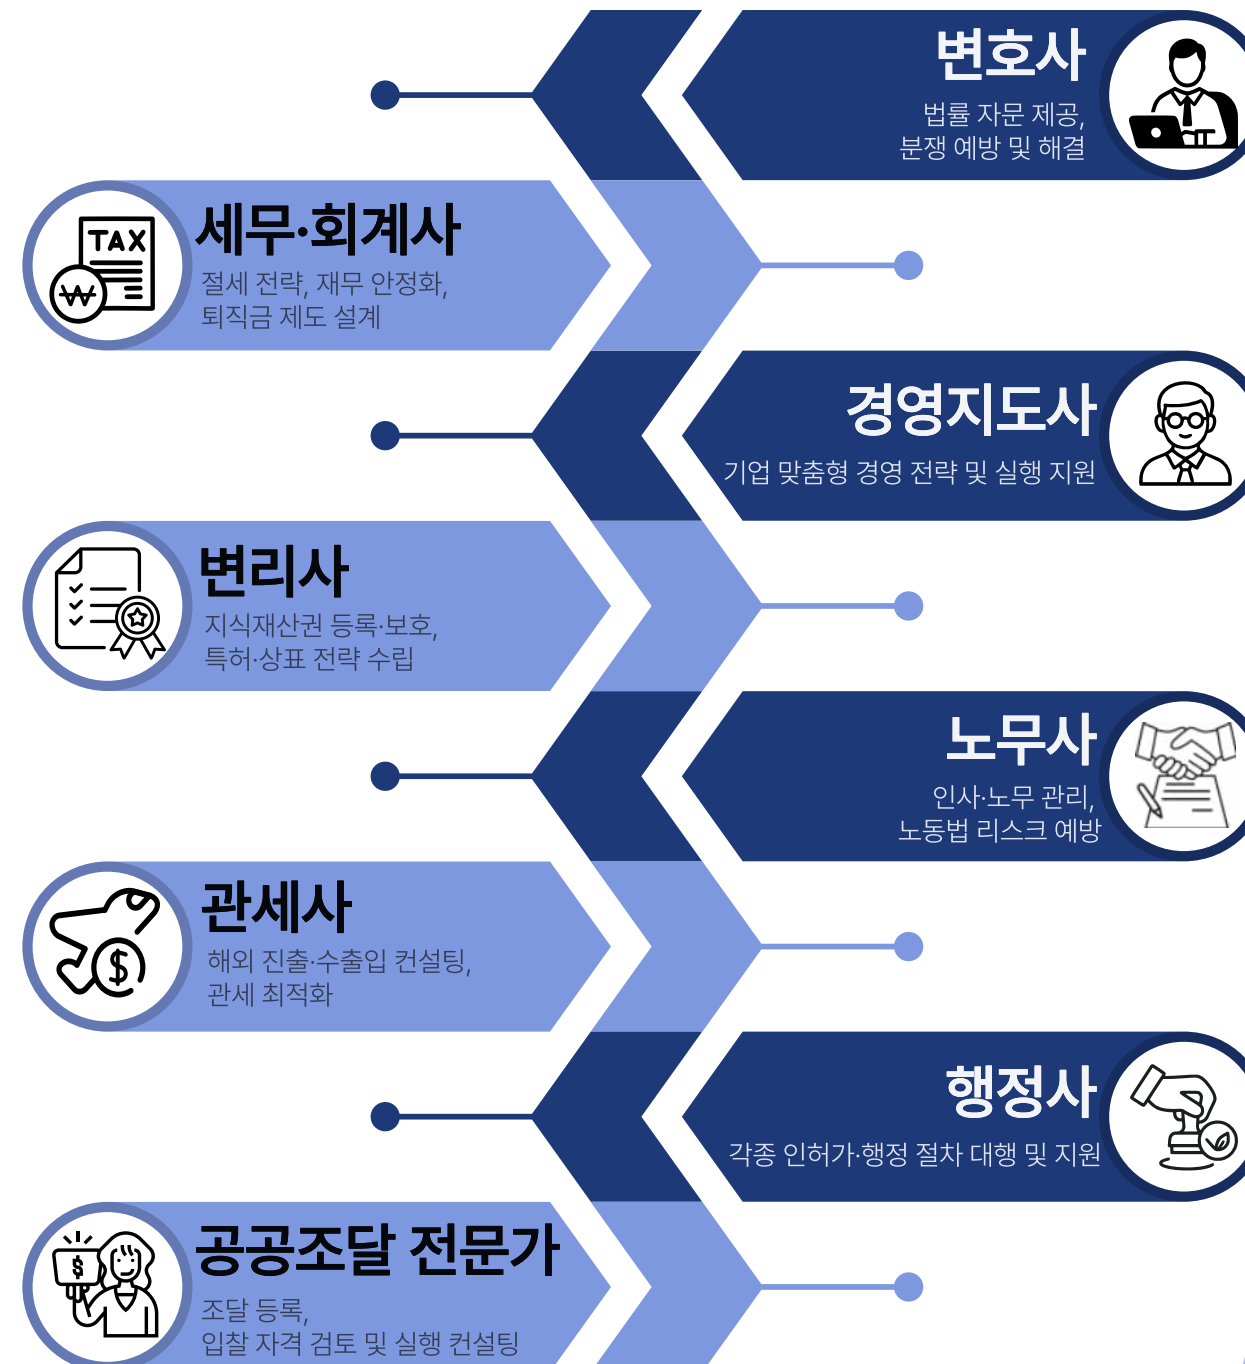 변호사
법률 자문 제공,
분쟁 예방 및 해결
TAX
₩
세무·회계사
절세 전략, 재무 안정화,
퇴직금 제도 설계
경영지도사
기업 맞춤형 경영 전략 및 실행 지원
변리사
지식재산권 등록·보호,
특허·상표 전략 수립
노무사
인사·노무 관리,
노동법 리스크 예방
관세사
해외 진출·수출입 컨설팅,
관세 최적화
$
행정사
각종 인허가·행정 절차 대행 및 지원
공공조달 전문가
$
조달 등록,
입찰 자격 검토 및 실행 컨설팅